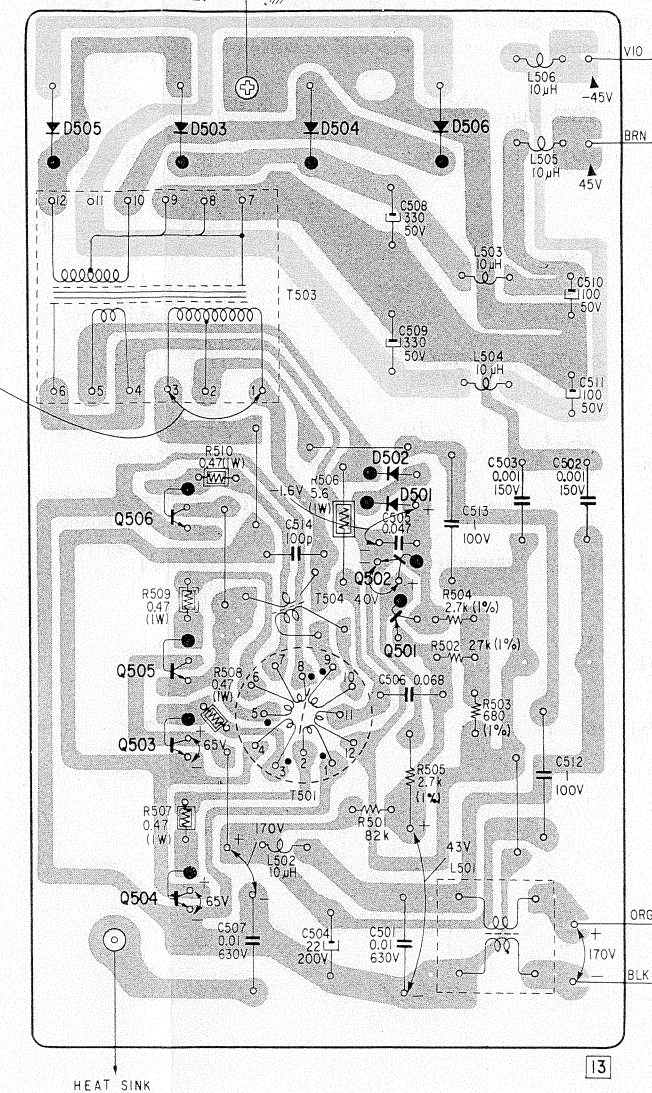 VIO
L506
10μH
-45V
D505
D503
D504
D506
BRN
L505
10μH
45V
12
11
10
9
8
7
C508
330
50V
L503
10μH
C510
100
50V
T503
C509
330
50V
L504
10μH
C511
100
50V
6
5
4
3
2
1
R510
0.47(1W)
D502
R506
5.6
(1W)
-1.6V
D501
C503
0.001
150V
C502
0.001
150V
Q506
C514
100p
C505
0.047
+
C513
1
100V
-
Q502
+
T504
40V
R509
0.47
(1W)
R504
2.7k (1%)
Q501
R502
27k (1%)
Q505
R508
0.47
(1W)
7
8
9
6
10
C506 0.068
5
11
R503
680
(1%)
Q503
+
65V
-
4
12
3
2
1
C512
1
100V
T501
R505
2.7k
(1%)
R507
0.47
(1W)
R501
82k
+
170V
+
L502
10μH
43V
L501
Q504
+
65V
-
-
C507
0.01
630V
C504
22
200V
C501
0.01
630V
ORG
+
170V
-
BLK
-
13
HEAT SINK